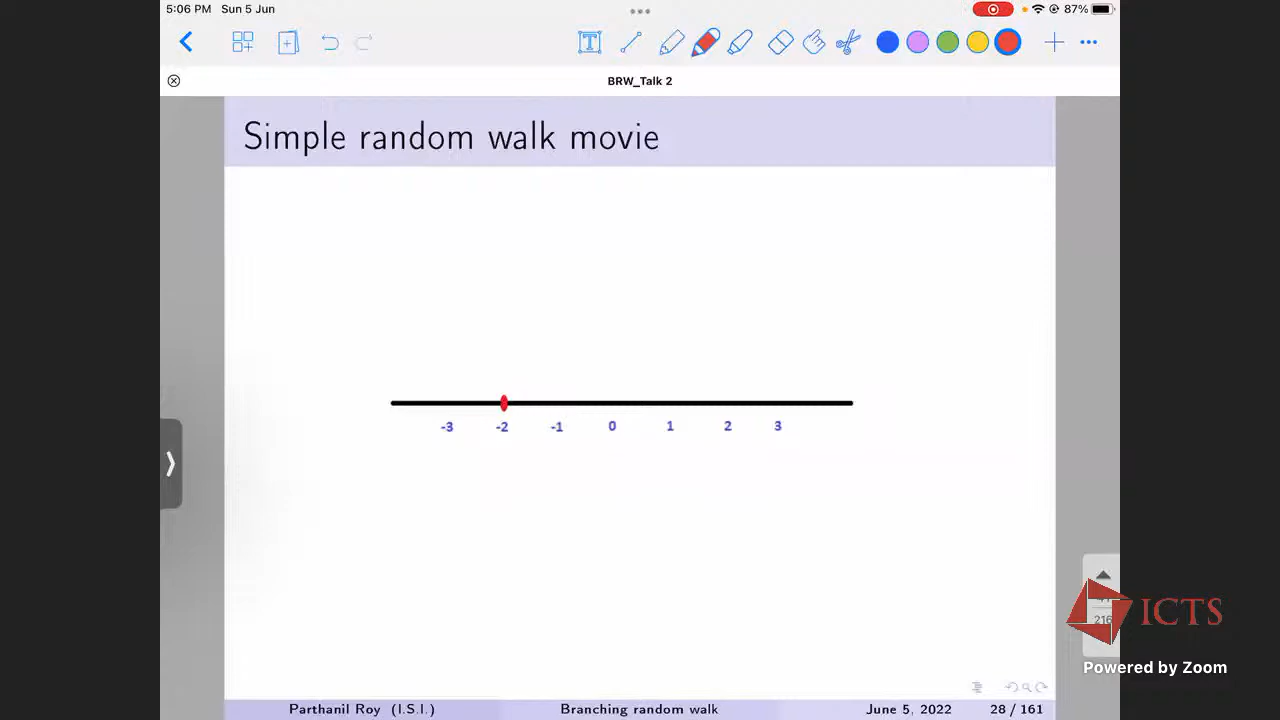 5:06 PM Sun 5 Jun
87%
BRW_Talk 2
Simple random walk movie
-3 -2 -1 0 1 2 3
216
ICTS
Powered by Zoom
Parthanil Roy (I.S.I.) Branching random walk June 5, 2022 28 / 161